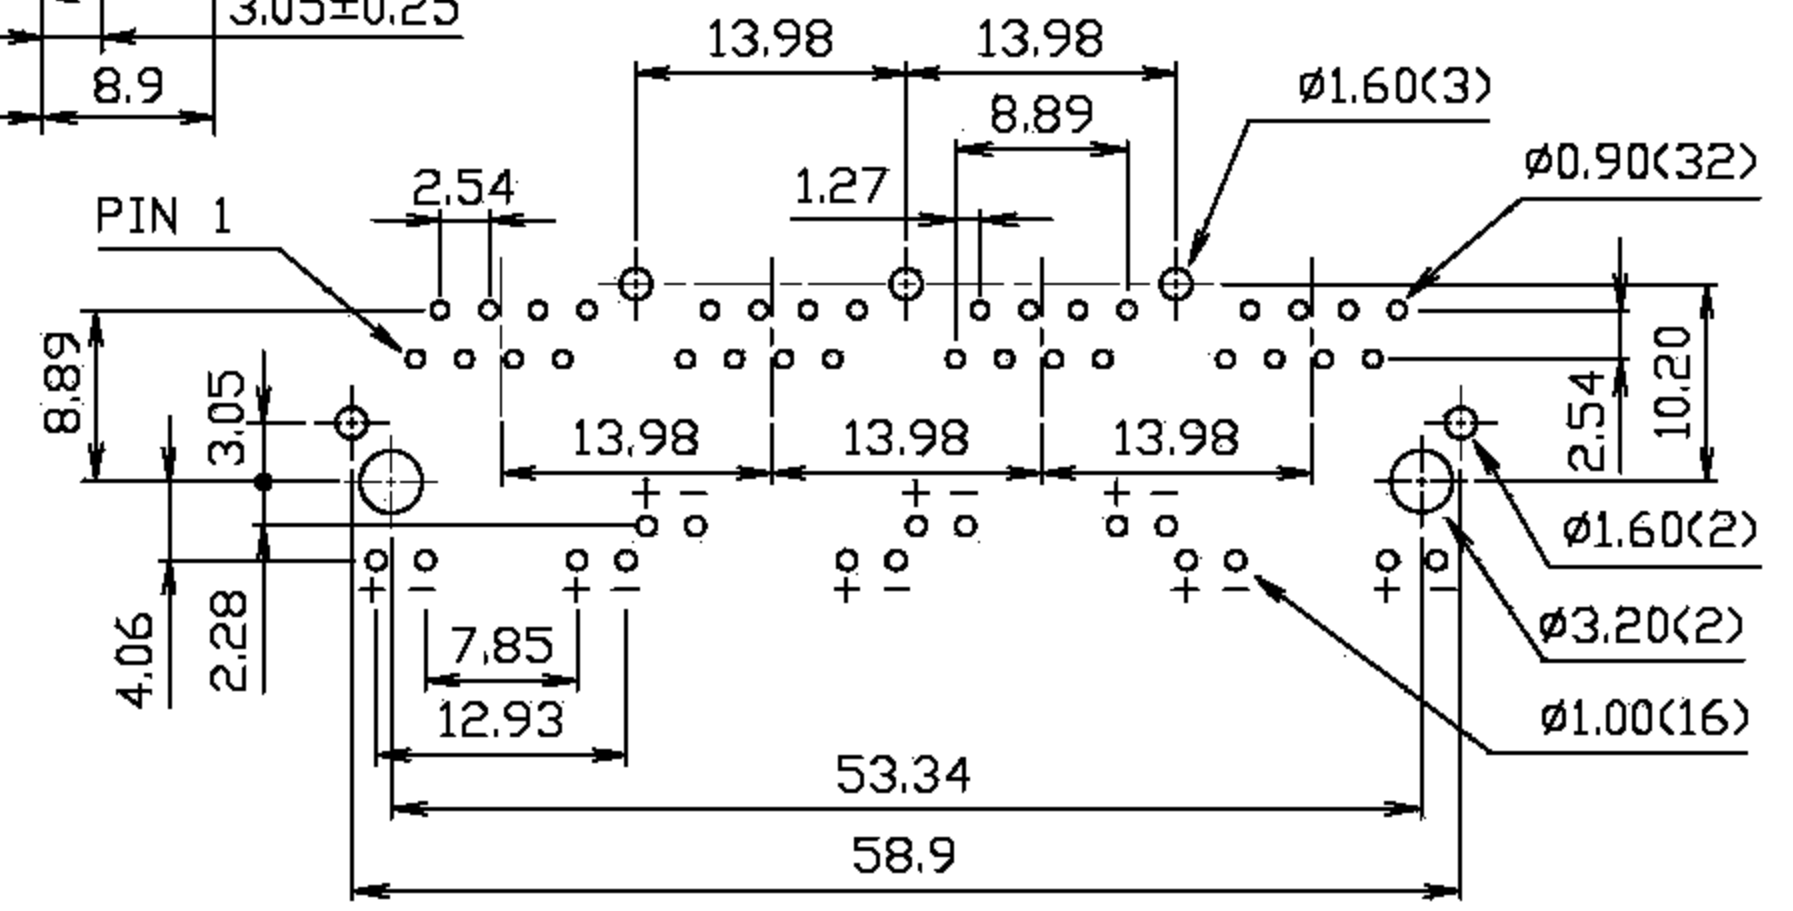 3.05±0.25
8.9
13.98 13.98
ø1.60(3)
8.89
ø0.90(32)
2.54 1.27
PIN 1
8.89
3.05
13.98 13.98 13.98
2.54
10.20
+ − + − + −
ø1.60(2)
+ − + − + − + − + −
4.06
2.28
7.85
ø3.20(2)
12.93
ø1.00(16)
53.34
58.9